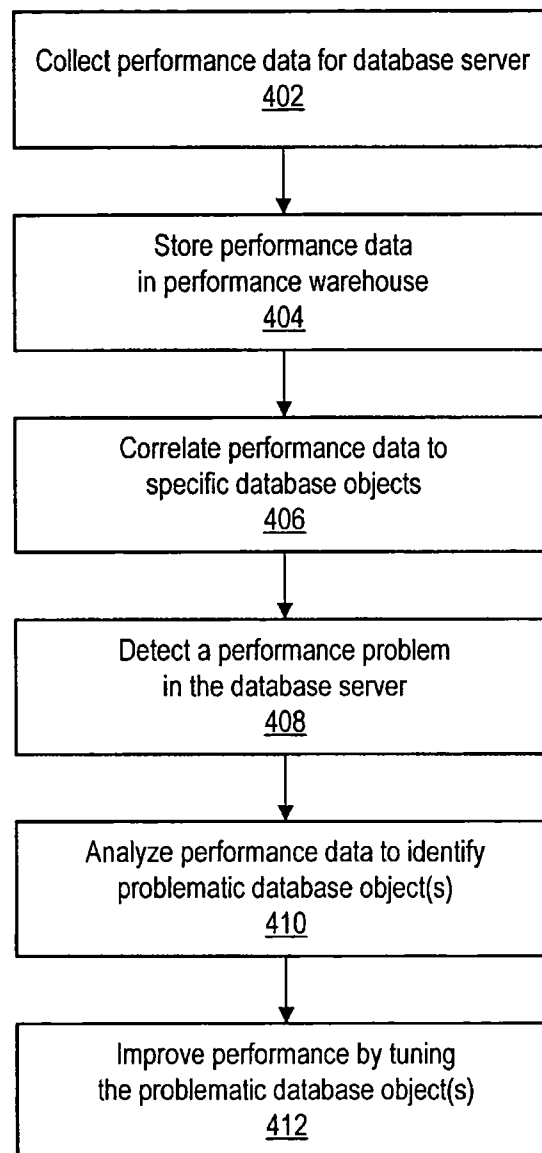 Collect performance data for database server
402
Store performance data
in performance warehouse
404
Correlate performance data to
specific database objects
406
Detect a performance problem
in the database server
408
Analyze performance data to identify
problematic database object(s)
410
Improve performance by tuning
the problematic database object(s)
412